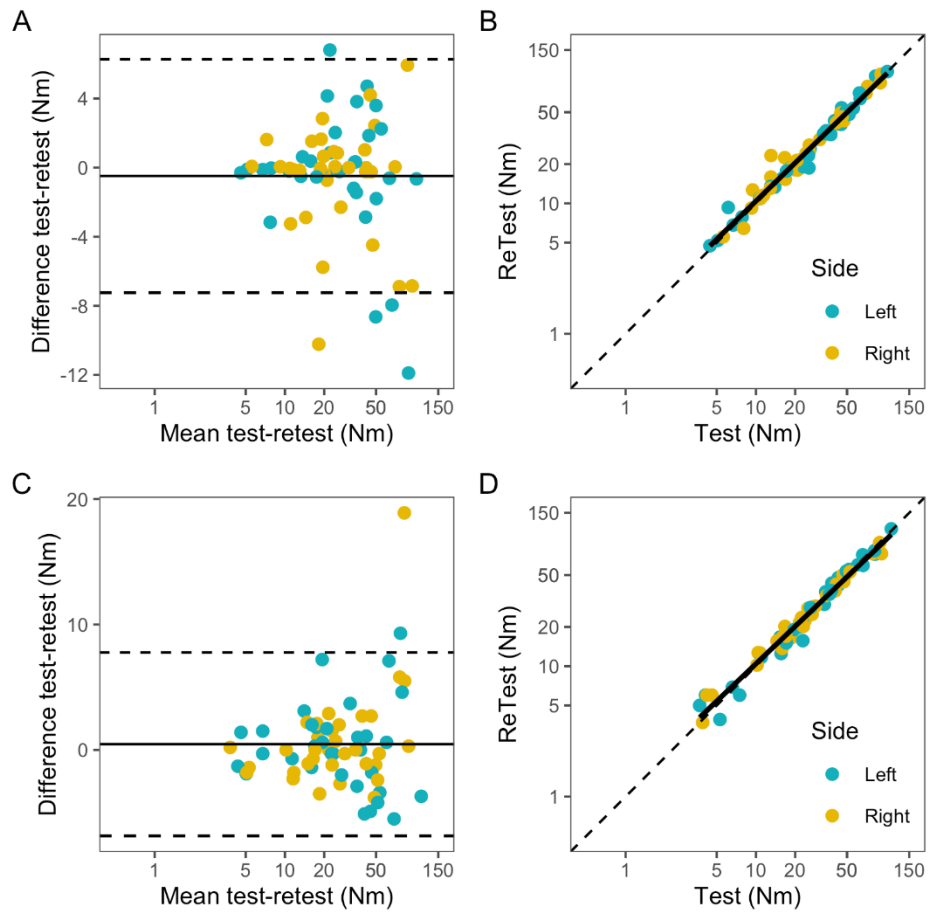 A
Difference test-retest (Nm)
4
0
-4
-8
-12
1 5 10 20 50 150
Mean test-retest (Nm)
B
ReTest (Nm)
150
50
20
10
5
1
Side
Left
Right
1 5 10 20 50 150
Test (Nm)
C
Difference test-retest (Nm)
20
10
0
1 5 10 20 50 150
Mean test-retest (Nm)
D
ReTest (Nm)
150
50
20
10
5
1
Side
Left
Right
1 5 10 20 50 150
Test (Nm)